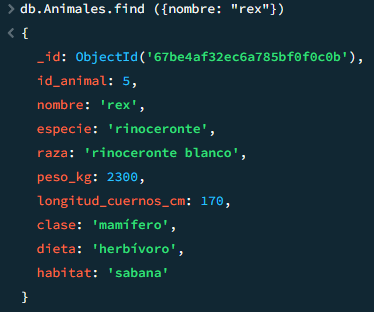 > db.Animales.find ({nombre: "rex"})
< {
_id: ObjectId('67be4af32ec6a785bf0f0c0b'),
id_animal: 5,
nombre: 'rex',
especie: 'rinoceronte',
raza: 'rinoceronte blanco',
peso_kg: 2300,
longitud_cuernos_cm: 170,
clase: 'mamífero',
dieta: 'herbívoro',
habitat: 'sabana'
}